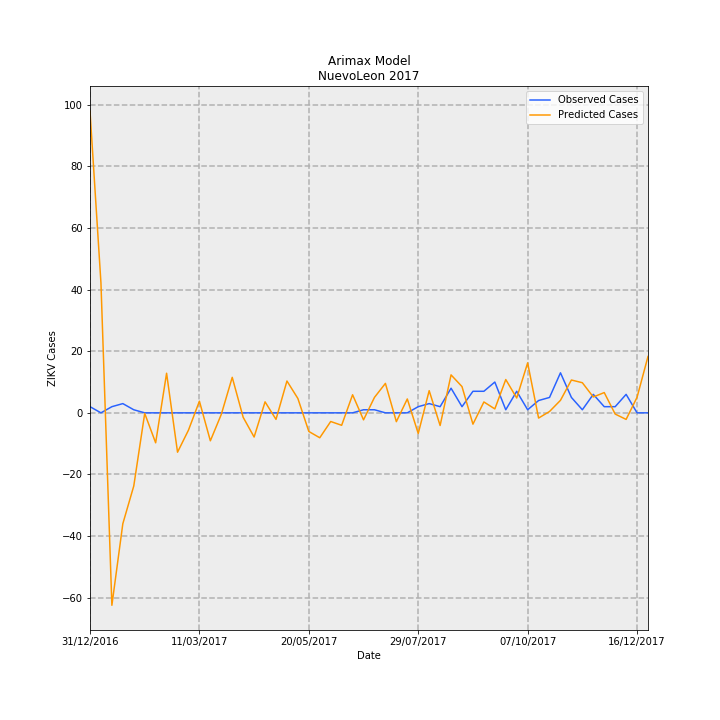 Arimax Model
NuevoLeon 2017
Observed Cases
Predicted Cases
100
80
60
40
20
0
−20
−40
−60
ZIKV Cases
31/12/2016 11/03/2017 20/05/2017 29/07/2017 07/10/2017 16/12/2017
Date